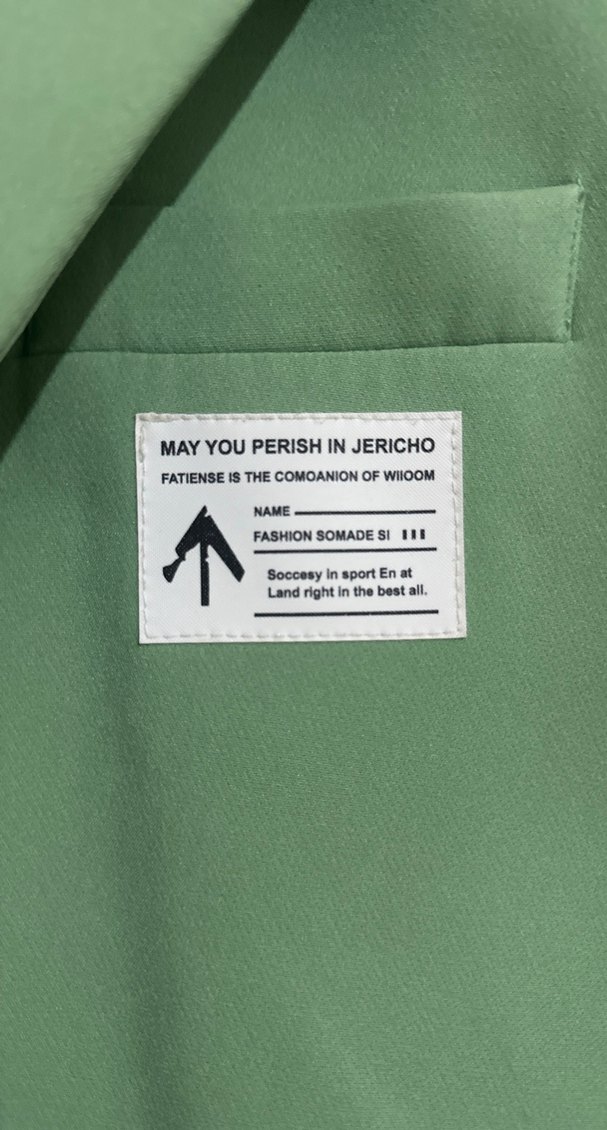 MAY YOU PERISH IN JERICHO
FATIENSE IS THE COMOANION OF WIIOOM
NAME
FASHION SOMADE SI III
Soccesy in sport En at
Land right in the best all.